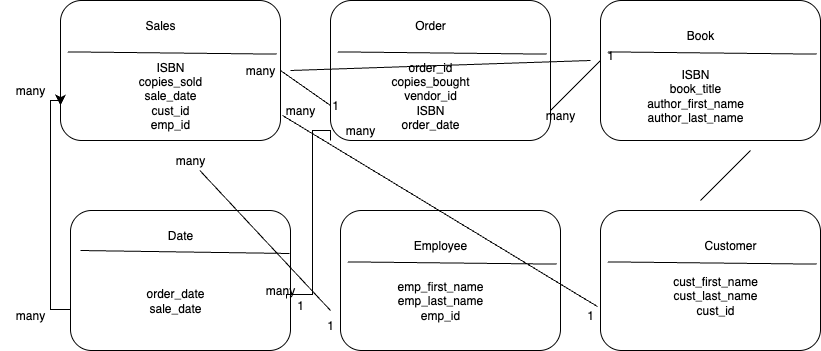 Sales
ISBN
copies_sold
sale_date
cust_id
emp_id
Order
order_id
copies_bought
vendor_id
ISBN
order_date
Book
ISBN
book_title
author_first_name
author_last_name
many
many
many
1
many
many
1
many
Date
order_date
sale_date
many
many
1
1
Employee
emp_first_name
emp_last_name
emp_id
Customer
cust_first_name
cust_last_name
cust_id
1